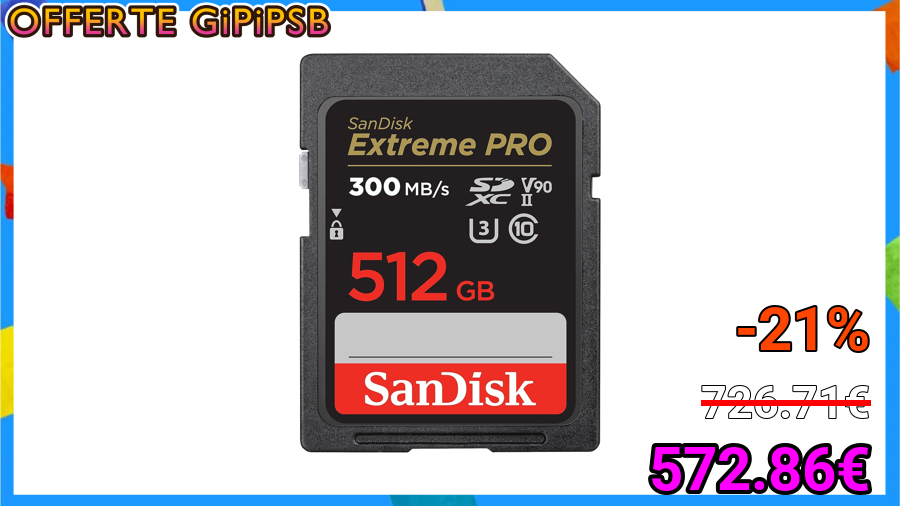 OFFERTE GiPiPSB
SanDisk
Extreme PRO
300 MB/s SD XC V90 II
3 10
512 GB
SanDisk
-21%
726.71€
572.86€